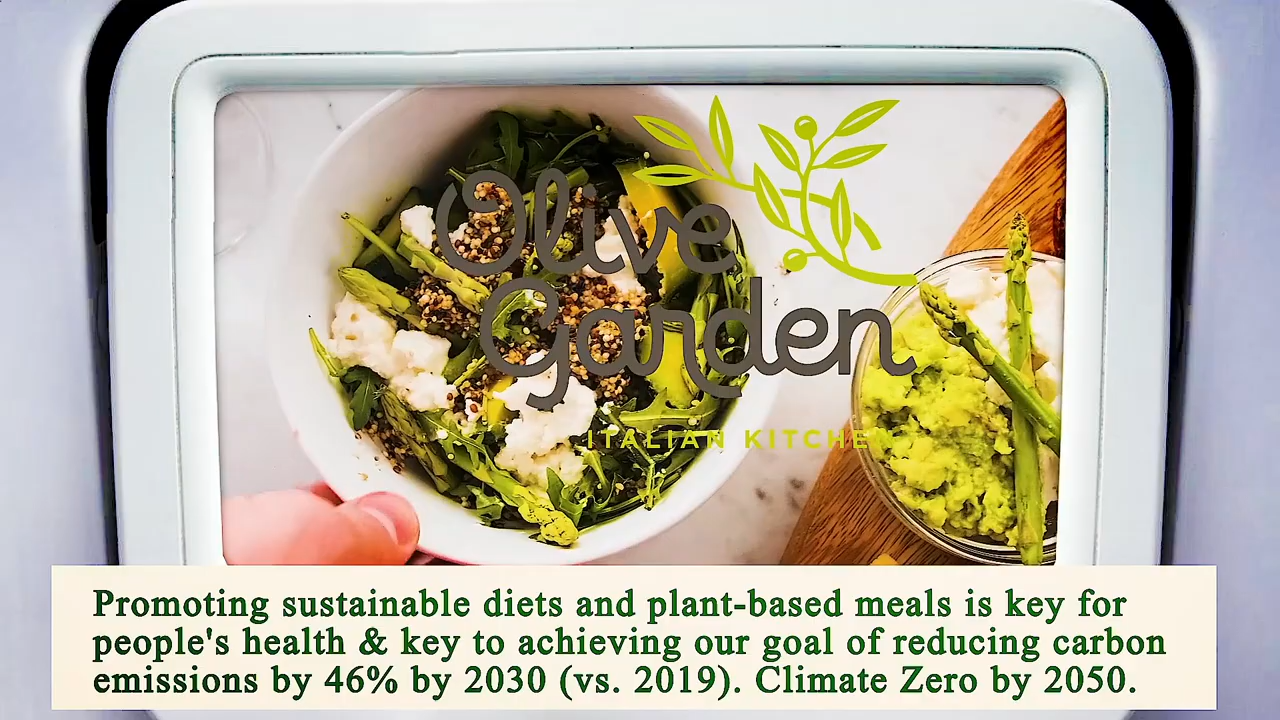 Olive
Garden
ITALIAN KITCHEN
Promoting sustainable diets and plant-based meals is key for
people's health & key to achieving our goal of reducing carbon
emissions by 46% by 2030 (vs. 2019). Climate Zero by 2050.